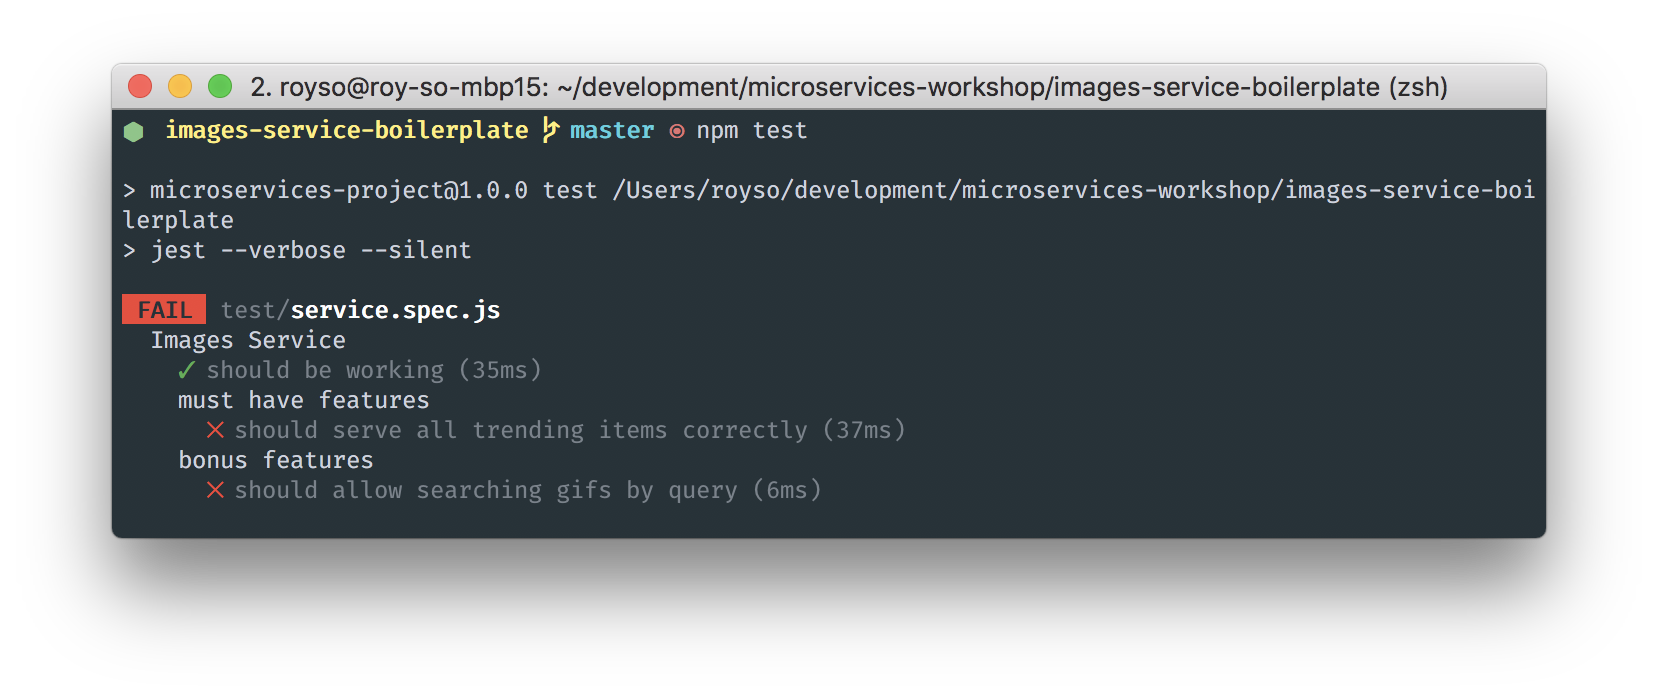 2. royso@roy-so-mbp15: ~/development/microservices-workshop/images-service-boilerplate (zsh)
images-service-boilerplate master npm test
> microservices-project@1.0.0 test /Users/royso/development/microservices-workshop/images-service-boi
lerplate
> jest --verbose --silent
FAIL test/service.spec.js
Images Service
✓ should be working (35ms)
must have features
✕ should serve all trending items correctly (37ms)
bonus features
✕ should allow searching gifs by query (6ms)